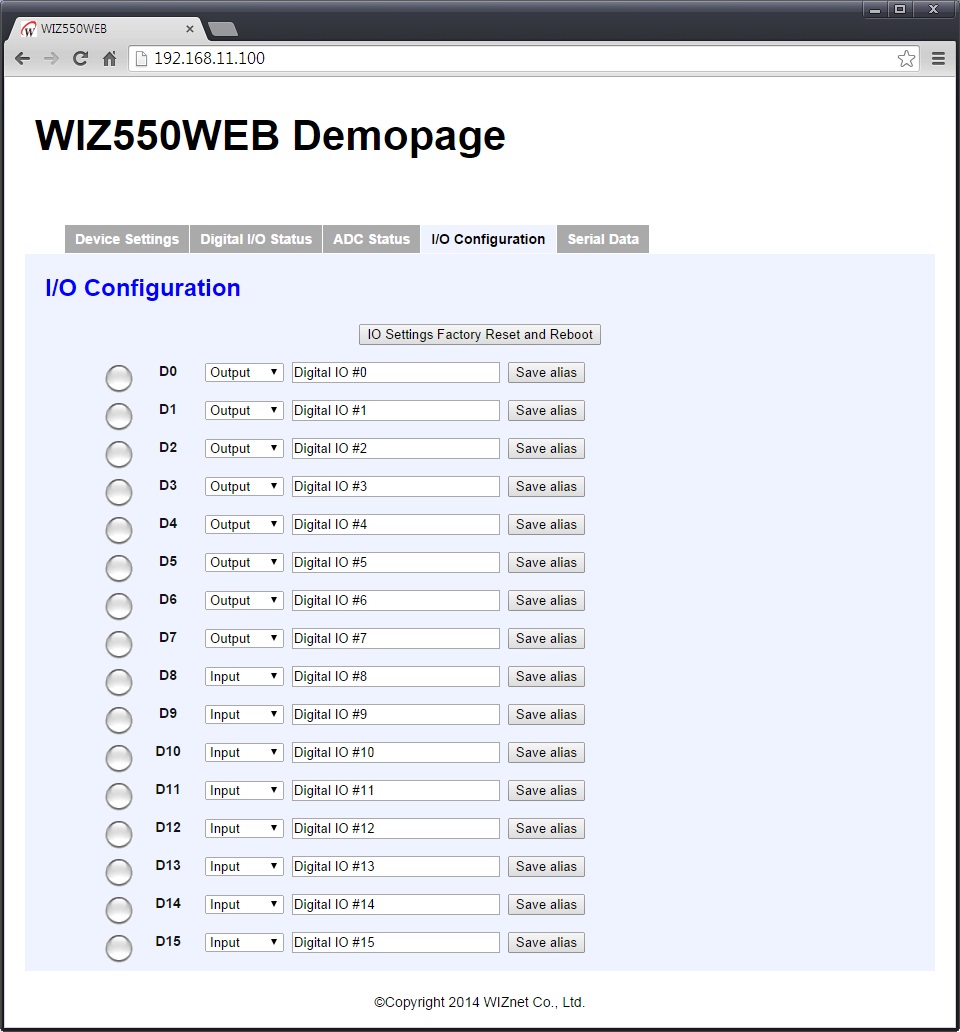 WIZ550WEB
192.168.11.100
WIZ550WEB Demopage
Device Settings Digital I/O Status ADC Status I/O Configuration Serial Data
I/O Configuration
IO Settings Factory Reset and Reboot
D0 Output Digital IO #0 Save alias
D1 Output Digital IO #1 Save alias
D2 Output Digital IO #2 Save alias
D3 Output Digital IO #3 Save alias
D4 Output Digital IO #4 Save alias
D5 Output Digital IO #5 Save alias
D6 Output Digital IO #6 Save alias
D7 Output Digital IO #7 Save alias
D8 Input Digital IO #8 Save alias
D9 Input Digital IO #9 Save alias
D10 Input Digital IO #10 Save alias
D11 Input Digital IO #11 Save alias
D12 Input Digital IO #12 Save alias
D13 Input Digital IO #13 Save alias
D14 Input Digital IO #14 Save alias
D15 Input Digital IO #15 Save alias
©Copyright 2014 WIZnet Co., Ltd.